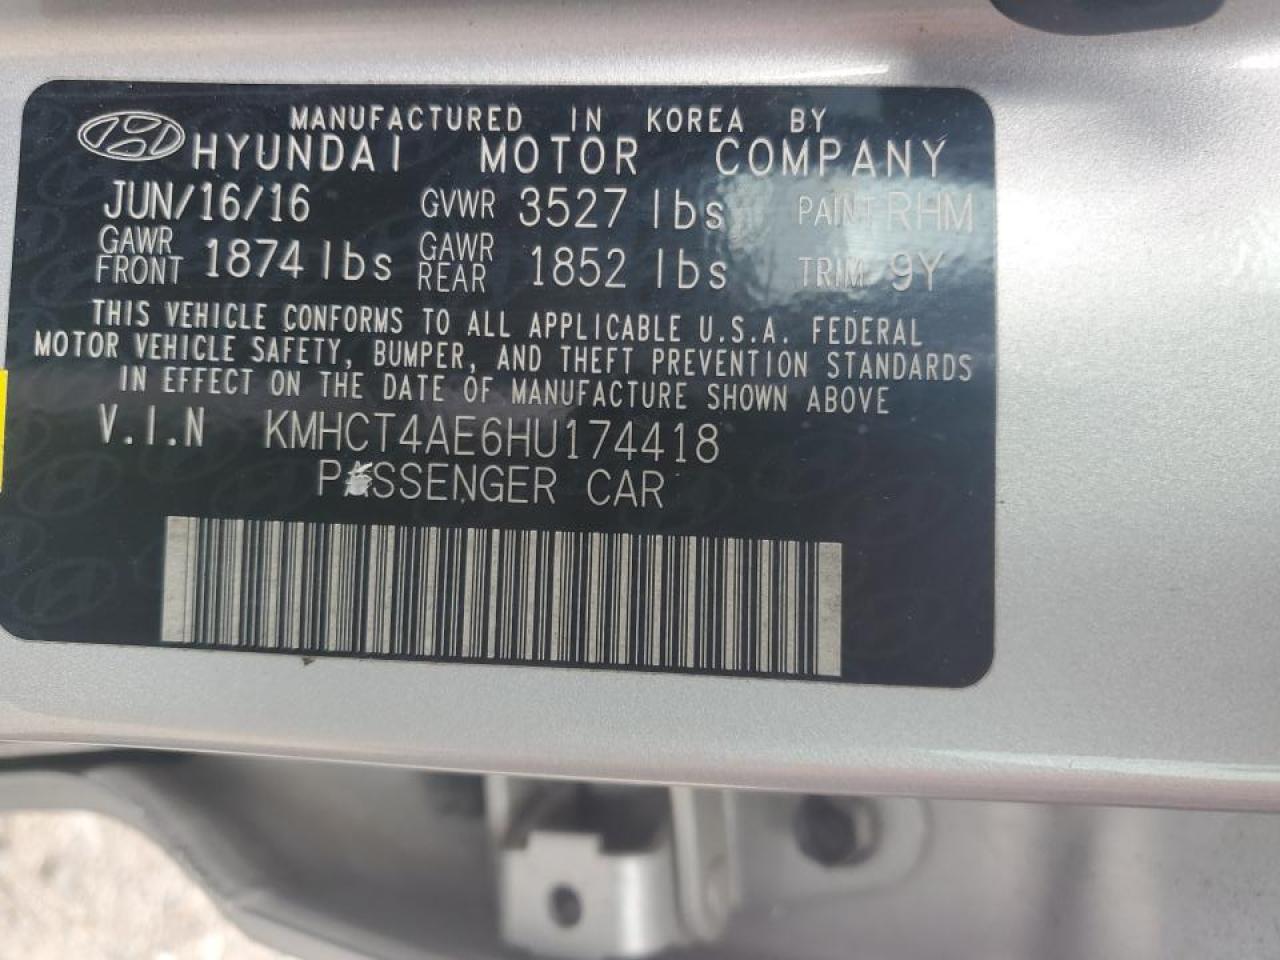 MANUFACTURED IN KOREA BY
HYUNDAI MOTOR COMPANY
JUN/16/16 GVWR 3527 lbs PAINT RHM
GAWR FRONT 1874 lbs GAWR REAR 1852 lbs TRIM 9Y
THIS VEHICLE CONFORMS TO ALL APPLICABLE U.S.A. FEDERAL
MOTOR VEHICLE SAFETY, BUMPER, AND THEFT PREVENTION STANDARDS
IN EFFECT ON THE DATE OF MANUFACTURE SHOWN ABOVE
V.I.N KMHCT4AE6HU174418
PASSENGER CAR